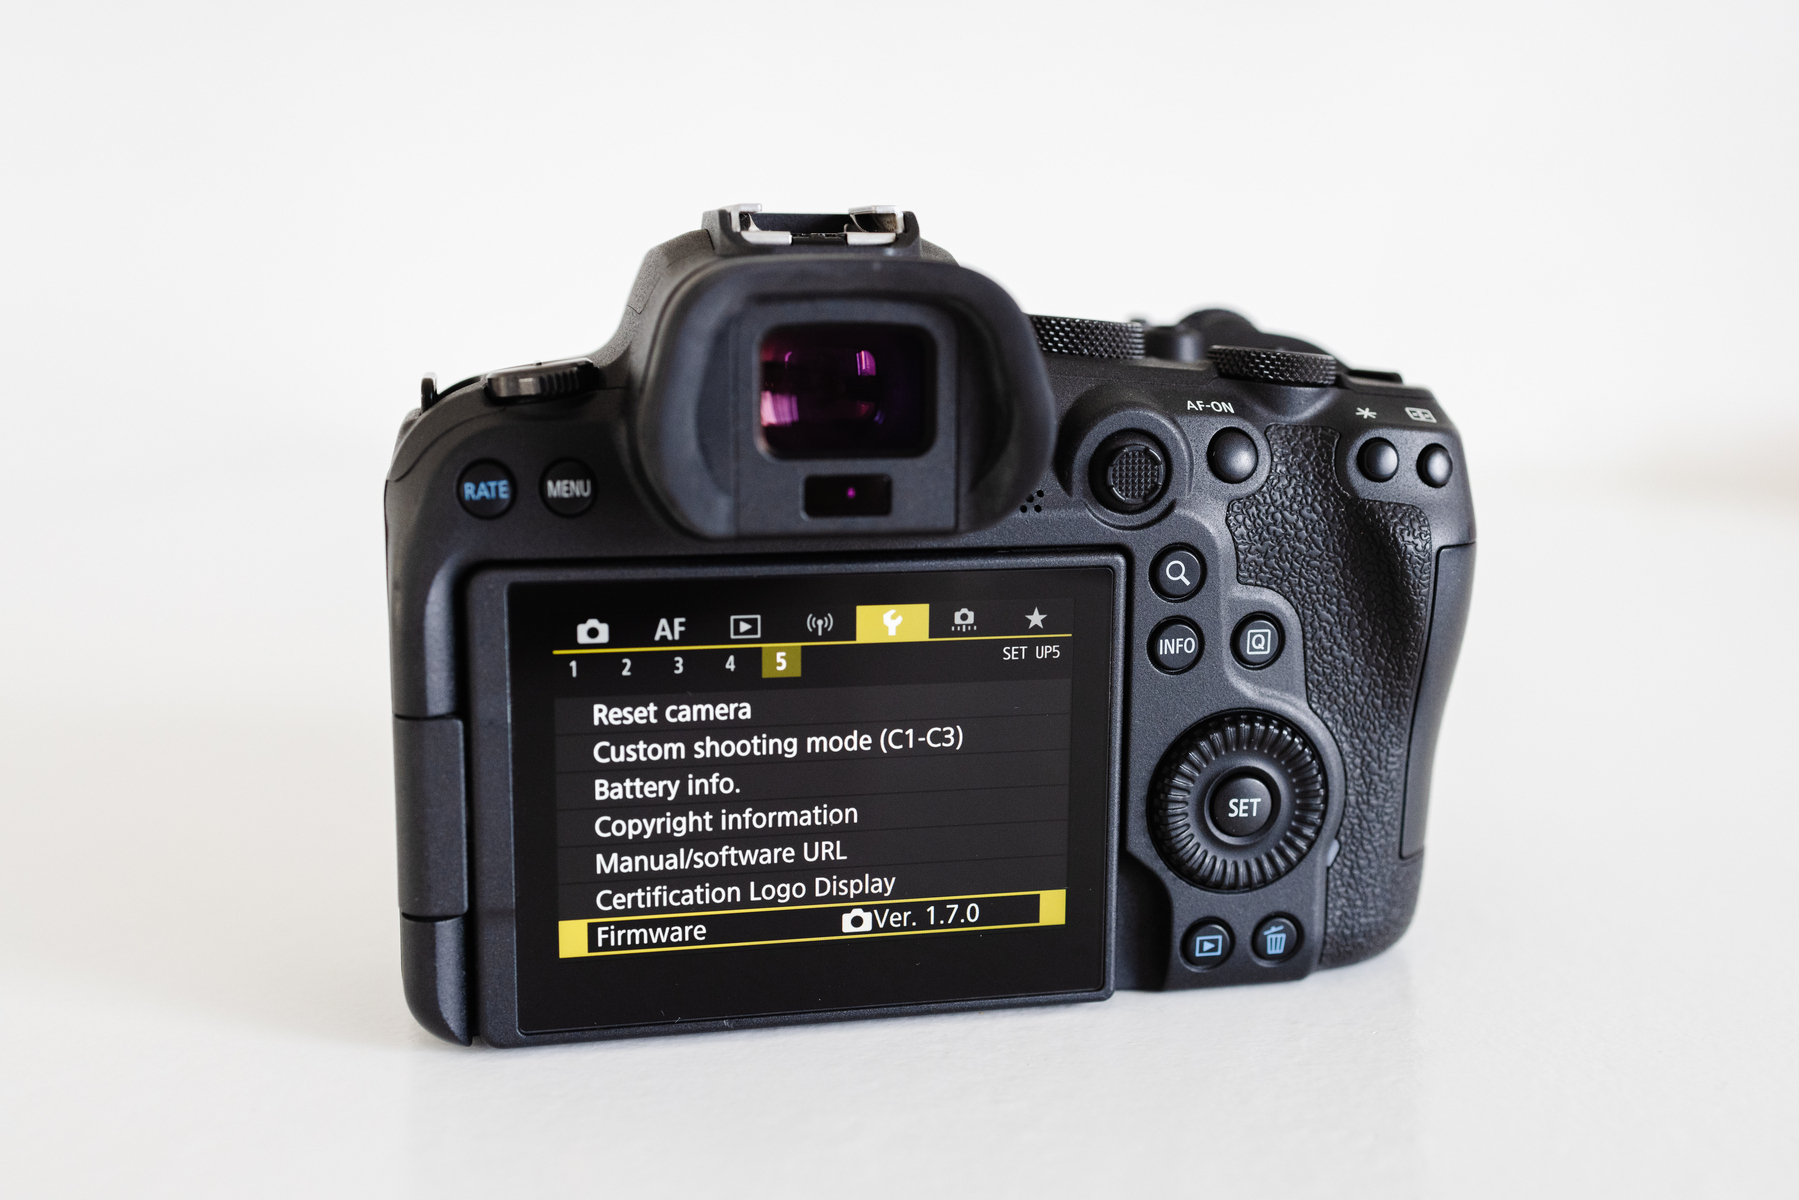 AF-ON
RATE MENU
AF
1 2 3 4 5 SET UP5
Reset camera
Custom shooting mode (C1-C3)
Battery info.
Copyright information
Manual/software URL
Certification Logo Display
Firmware Ver. 1.7.0
INFO Q
SET